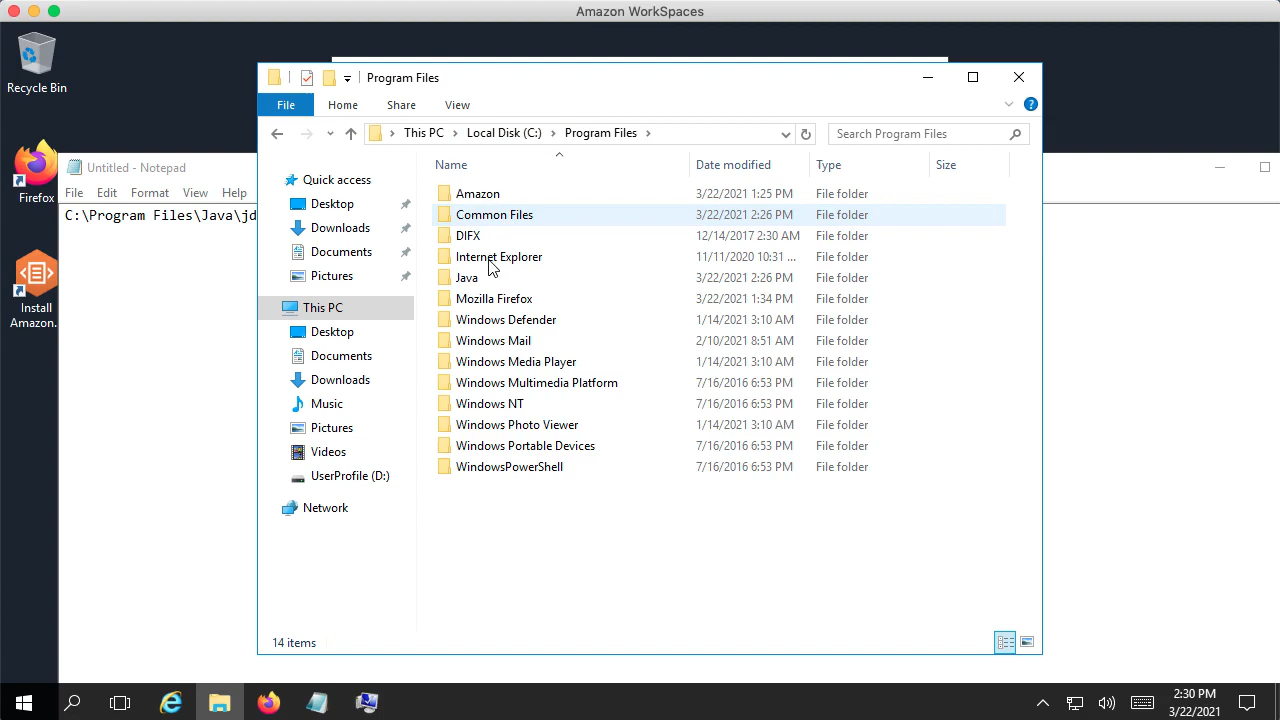 Amazon WorkSpaces
Recycle Bin
Firefox
Install
Amazon.
Untitled - Notepad
File Edit Format View Help
C:\Program Files\Java\jd
Program Files
File Home Share View
This PC Local Disk (C:) Program Files
Search Program Files
Quick access
Desktop
Downloads
Documents
Pictures
This PC
Desktop
Documents
Downloads
Music
Pictures
Videos
UserProfile (D:)
Network
Name Date modified Type Size
Amazon 3/22/2021 1:25 PM File folder
Common Files 3/22/2021 2:26 PM File folder
DIFX 12/14/2017 2:30 AM File folder
Internet Explorer 11/11/2020 10:31 ... File folder
Java 3/22/2021 2:26 PM File folder
Mozilla Firefox 3/22/2021 1:34 PM File folder
Windows Defender 1/14/2021 3:10 AM File folder
Windows Mail 2/10/2021 8:51 AM File folder
Windows Media Player 1/14/2021 3:10 AM File folder
Windows Multimedia Platform 7/16/2016 6:53 PM File folder
Windows NT 7/16/2016 6:53 PM File folder
Windows Photo Viewer 1/14/2021 3:10 AM File folder
Windows Portable Devices 7/16/2016 6:53 PM File folder
WindowsPowerShell 7/16/2016 6:53 PM File folder
14 items
2:30 PM
3/22/2021